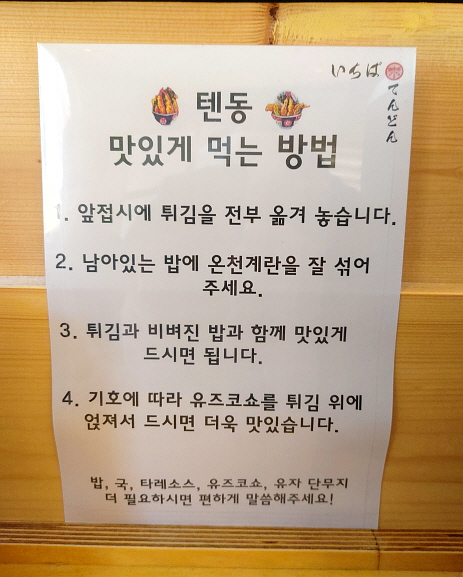 いちば
てんどん
텐동
맛있게 먹는 방법
1. 앞접시에 튀김을 전부 옮겨 놓습니다.
2. 남아있는 밥에 온천계란을 잘 섞어
주세요.
3. 튀김과 비벼진 밥과 함께 맛있게
드시면 됩니다.
4. 기호에 따라 유즈코쇼를 튀김 위에
얹져서 드시면 더욱 맛있습니다.
밥, 국, 타레소스, 유즈코쇼, 유자 단무지
더 필요하시면 편하게 말씀해주세요!